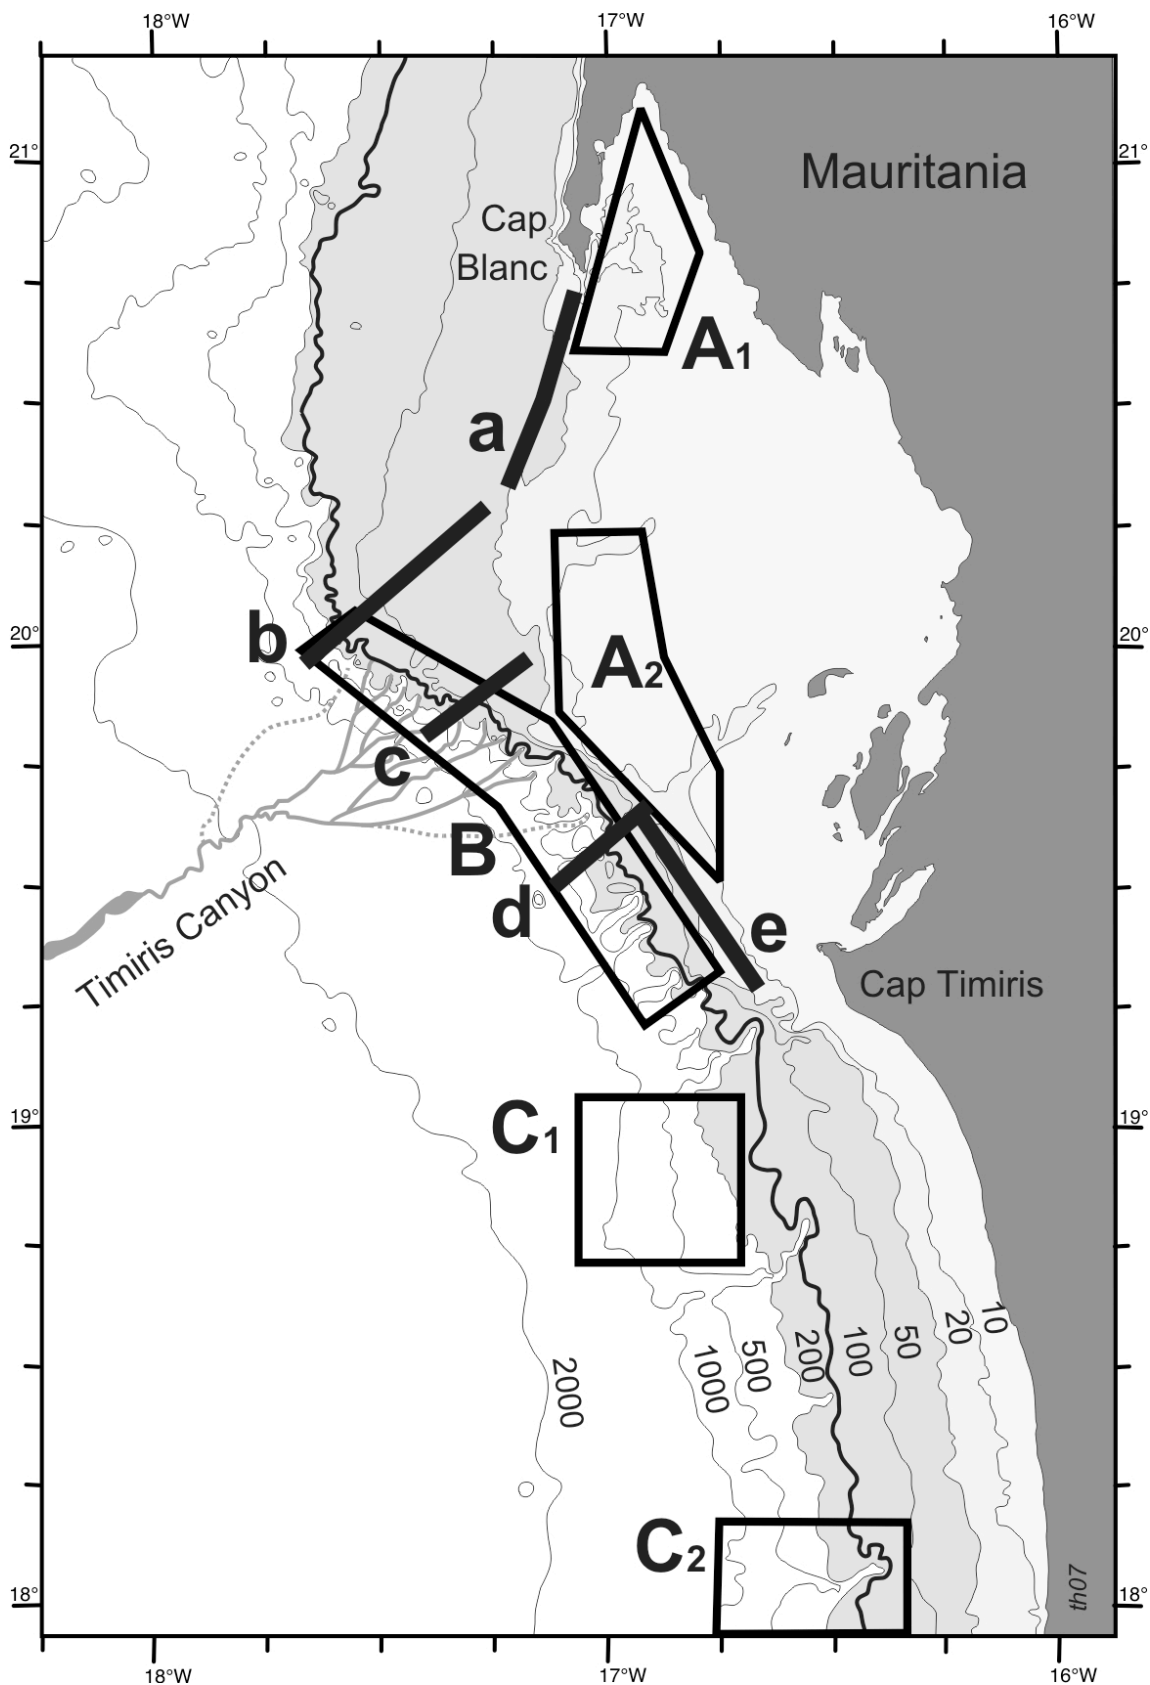 18°W 17°W 16°W
21° 21°
Mauritania
Cap
Blanc
A1
a
20° 20°
b
A2
c
B
d
e
Timiris Canyon
Cap Timiris
19° 19°
C1
2000 1000 500 200 100 50 20 10
C2
th07
18° 18°
18°W 17°W 16°W